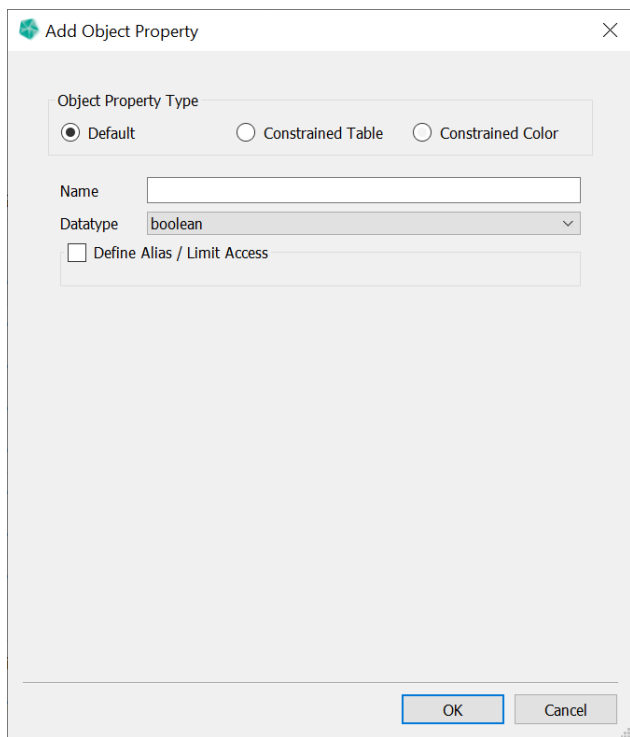 Add Object Property
Object Property Type
Default Constrained Table Constrained Color
Name
Datatype boolean
Define Alias / Limit Access
OK Cancel